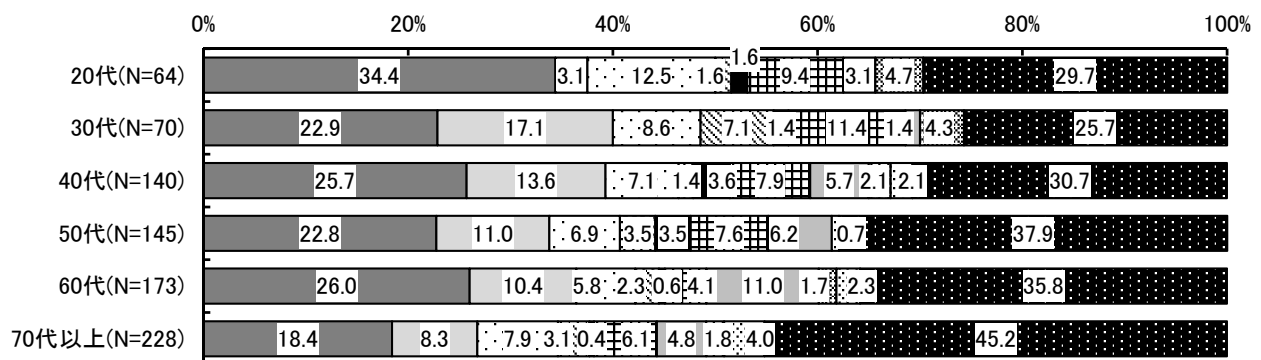 0% 20% 40% 60% 80% 100%
1.6
20代(N=64) 34.4 3.1 12.5 1.6 9.4 3.1 4.7 29.7
30代(N=70) 22.9 17.1 8.6 7.1 1.4 11.4 1.4 4.3 25.7
40代(N=140) 25.7 13.6 7.1 1.4 3.6 7.9 5.7 2.1 2.1 30.7
50代(N=145) 22.8 11.0 6.9 3.5 3.5 7.6 6.2 0.7 37.9
60代(N=173) 26.0 10.4 5.8 2.3 0.6 4.1 11.0 1.7 2.3 35.8
70代以上(N=228) 18.4 8.3 7.9 3.1 0.4 6.1 4.8 1.8 4.0 45.2